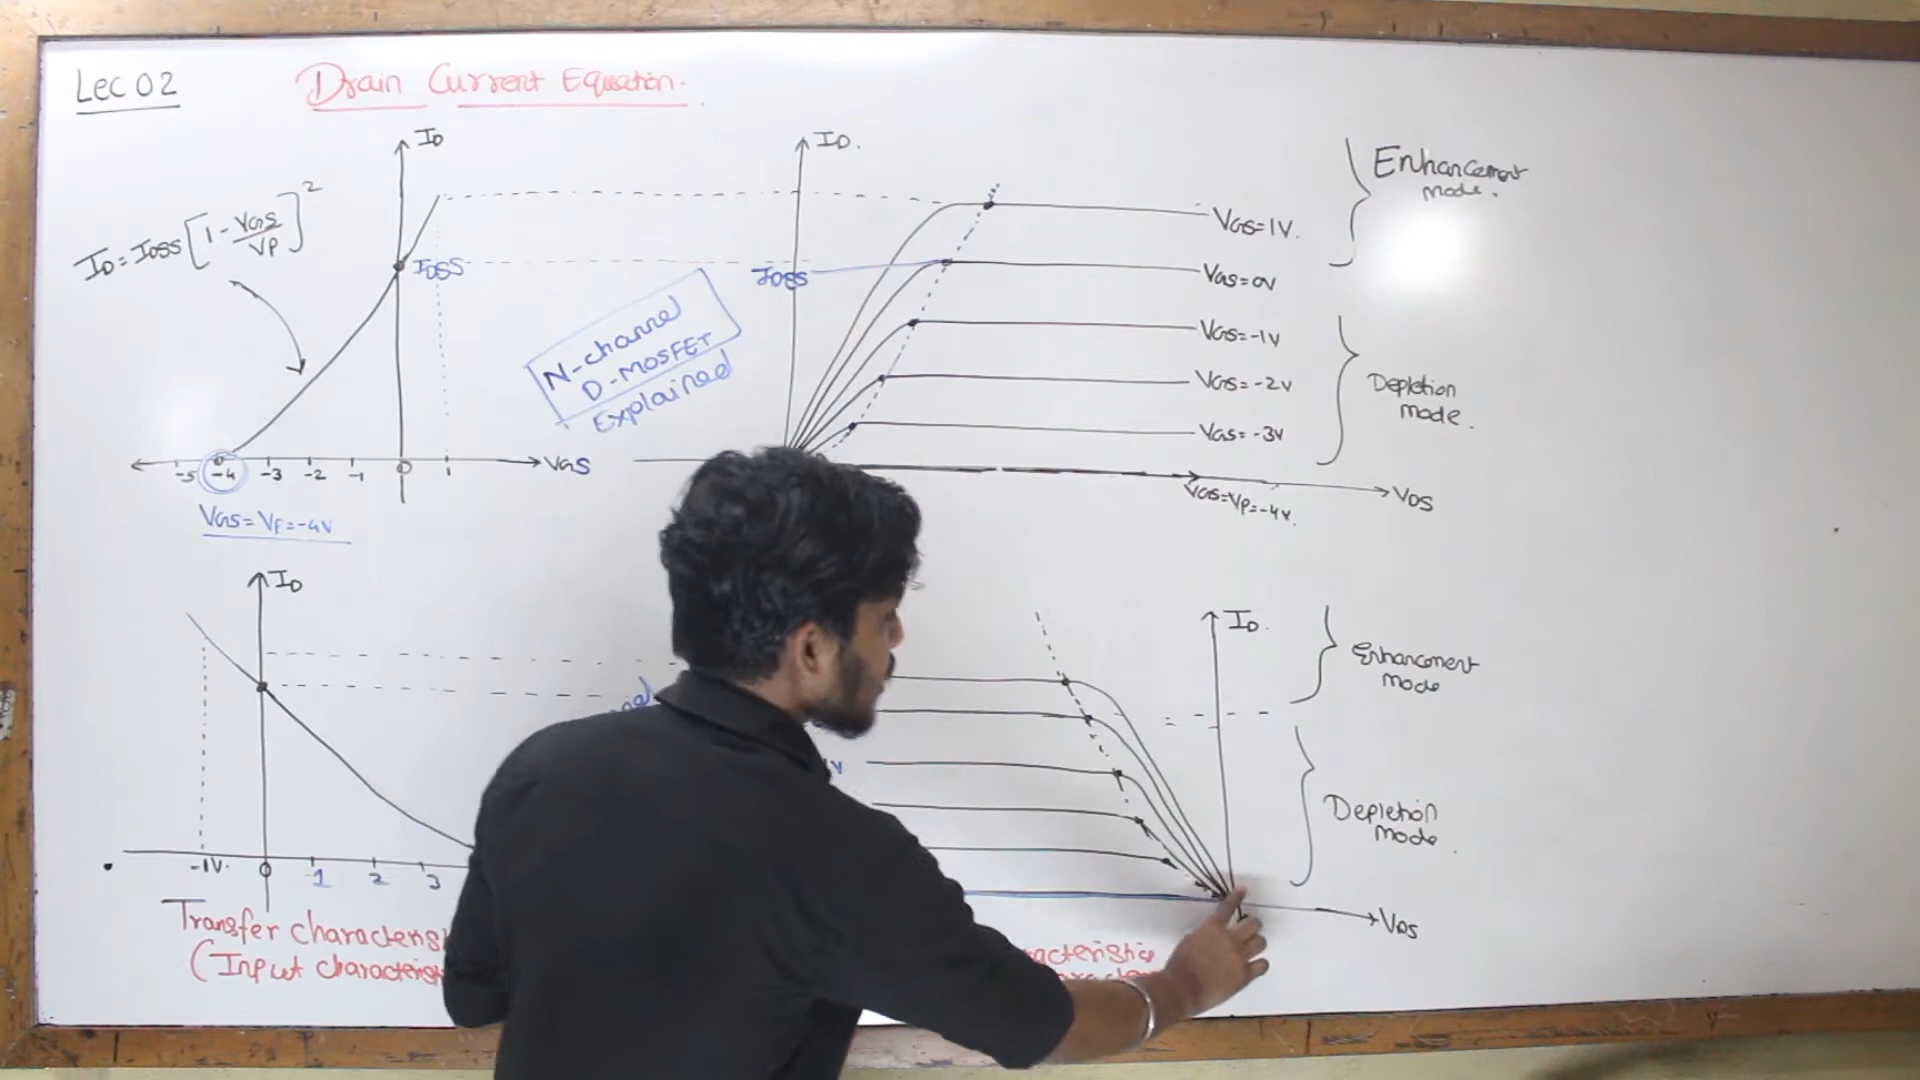 Lec 02
Drain Current Equation.
ID
ID = IDSS [1 - VGS/VP]²
IDSS
-5 -4 -3 -2 -1 0 1
VGS
VGS = VP = -4V
N-channel
D-MOSFET
Explained
ID.
IDSS
VGS=1V.
VGS=0V
VGS=-1V
VGS=-2V
VGS=-3V
VGS=VP=-4V.
VDS
Enhancement
mode.
Depletion
mode.
ID
-1V. 0 1 2 3
Transfer
(Input
ID.
VDS
Enhancement
mode
Depletion
mode.